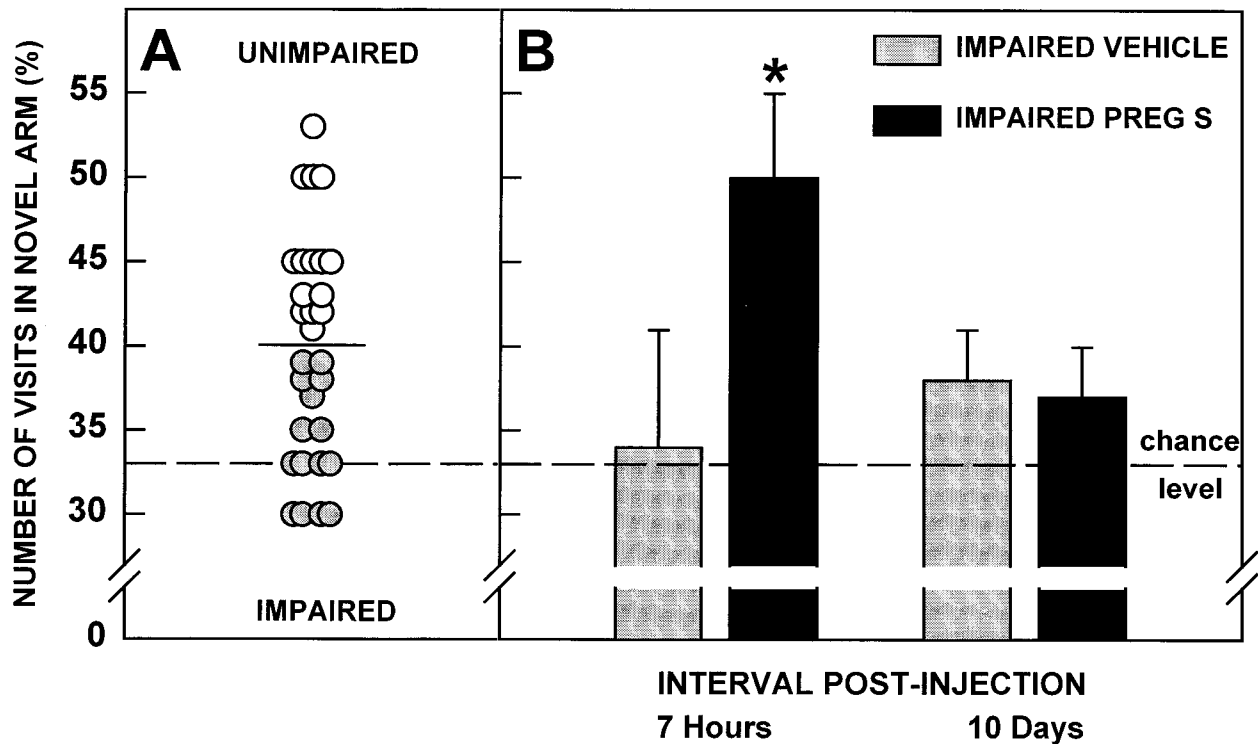 NUMBER OF VISITS IN NOVEL ARM (%)
A
UNIMPAIRED
55
50
45
40
35
30
0
IMPAIRED
B
*
IMPAIRED VEHICLE
IMPAIRED PREG S
chance
level
INTERVAL POST-INJECTION
7 Hours 10 Days